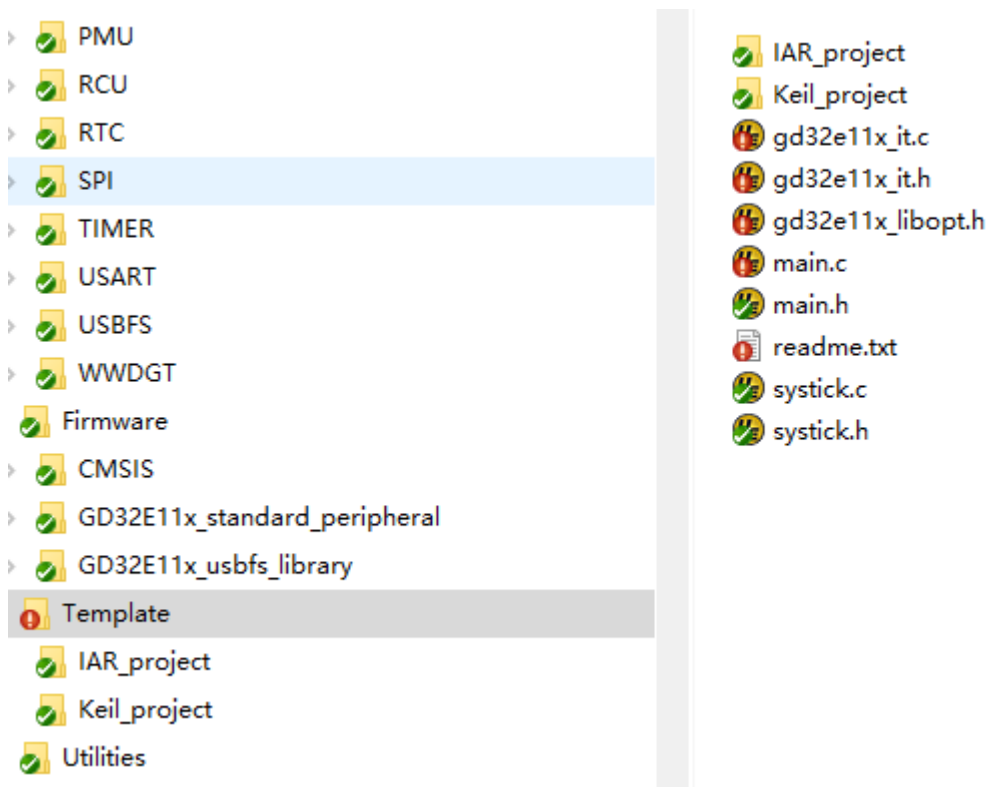 PMU
RCU
RTC
SPI
TIMER
USART
USBFS
WWDGT
Firmware
CMSIS
GD32E11x_standard_peripheral
GD32E11x_usbfs_library
Template
IAR_project
Keil_project
Utilities
IAR_project
Keil_project
gd32e11x_it.c
gd32e11x_it.h
gd32e11x_libopt.h
main.c
main.h
readme.txt
systick.c
systick.h